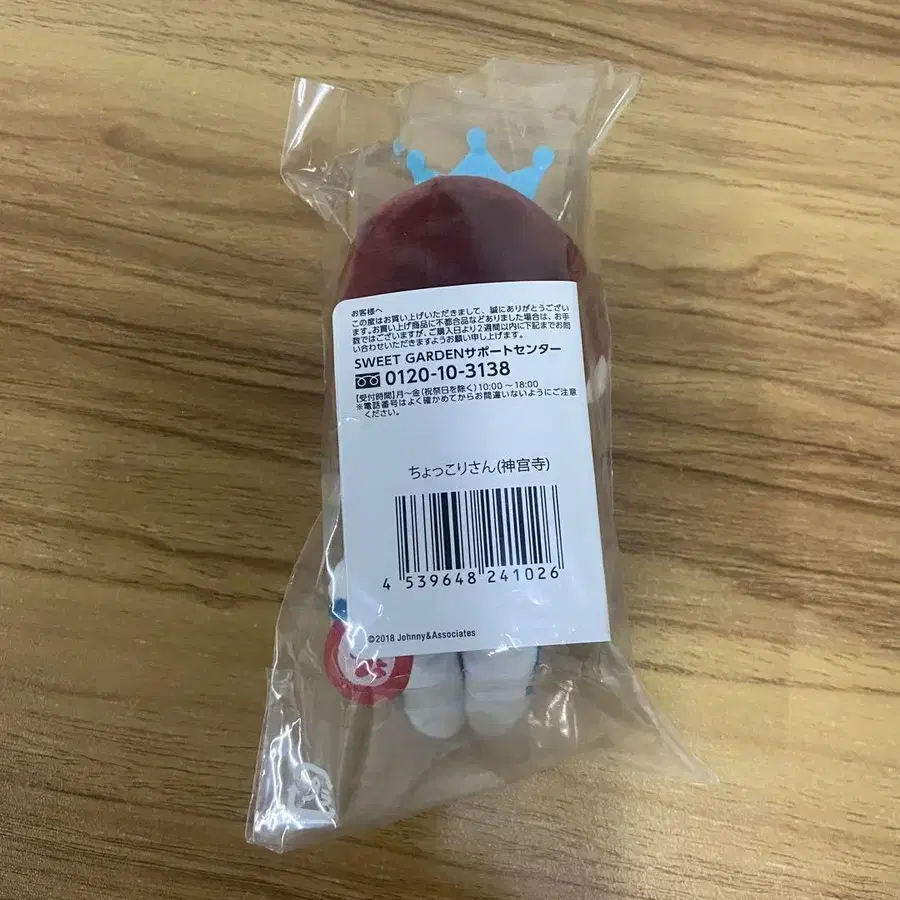 お客様へ
この度はお買い上げいただきまして、誠にありがとうござい
ます。お買い上げ商品に不都合品などありました場合は、お手
数ではございますが、ご購入日より2週間以内に下記までお問
い合わせいただきますようお願い申し上げます。
SWEET GARDENサポートセンター
0120-10-3138
【受付時間】月～金(祝祭日を除く)10:00～18:00
※電話番号はよく確かめてからお間違いないようにご注意
ください。
ちょっこりさん(神宮寺)
4 539648 241026
©2018 Johnny&Associates